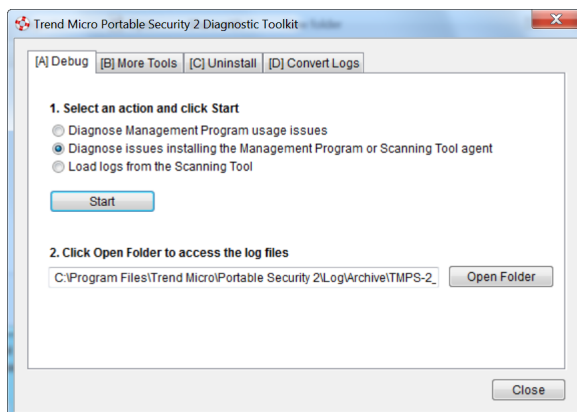 Trend Micro Portable Security 2 Diagnostic Toolkit
[A] Debug [B] More Tools [C] Uninstall [D] Convert Logs
1. Select an action and click Start
Diagnose Management Program usage issues
Diagnose issues installing the Management Program or Scanning Tool agent
Load logs from the Scanning Tool
Start
2. Click Open Folder to access the log files
C:\Program Files\Trend Micro\Portable Security 2\Log\Archive\TMPS-2_ Open Folder
Close